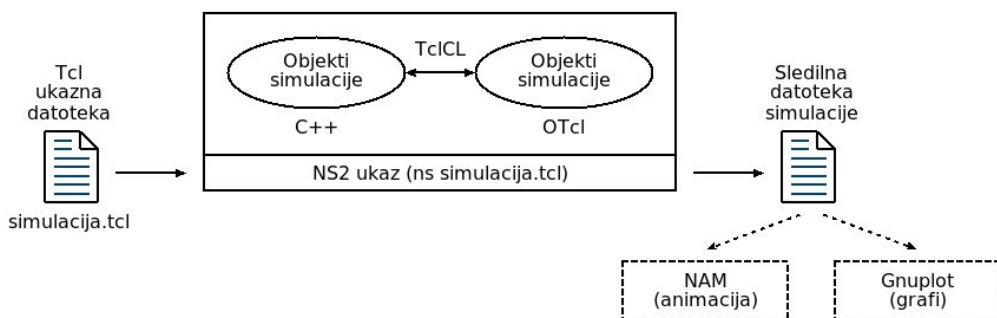 Tcl
ukazna
datoteka
simulacija.tcl
Objekti
simulacije
TclCL
Objekti
simulacije
C++
OTcl
NS2 ukaz (ns simulacija.tcl)
Sledilna
datoteka
simulacije
NAM
(animacija)
Gnuplot
(grafi)